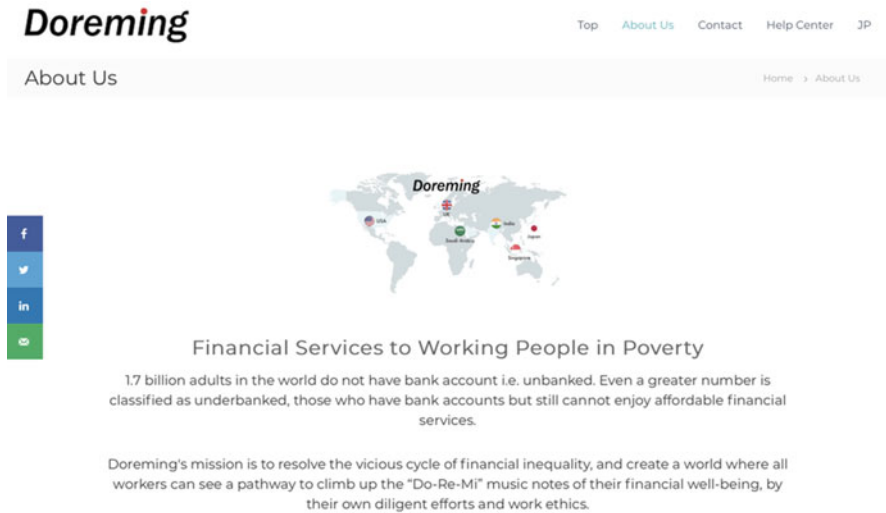 Doreming
Top About Us Contact Help Center JP
About Us
Home > About Us
Doreming
UK
USA
India
Japan
Saudi Arabia
Singapore
f
in
Financial Services to Working People in Poverty
1.7 billion adults in the world do not have bank account i.e. unbanked. Even a greater number is
classified as underbanked, those who have bank accounts but still cannot enjoy affordable financial
services.
Doreming's mission is to resolve the vicious cycle of financial inequality, and create a world where all
workers can see a pathway to climb up the “Do-Re-Mi” music notes of their financial well-being, by
their own diligent efforts and work ethics.